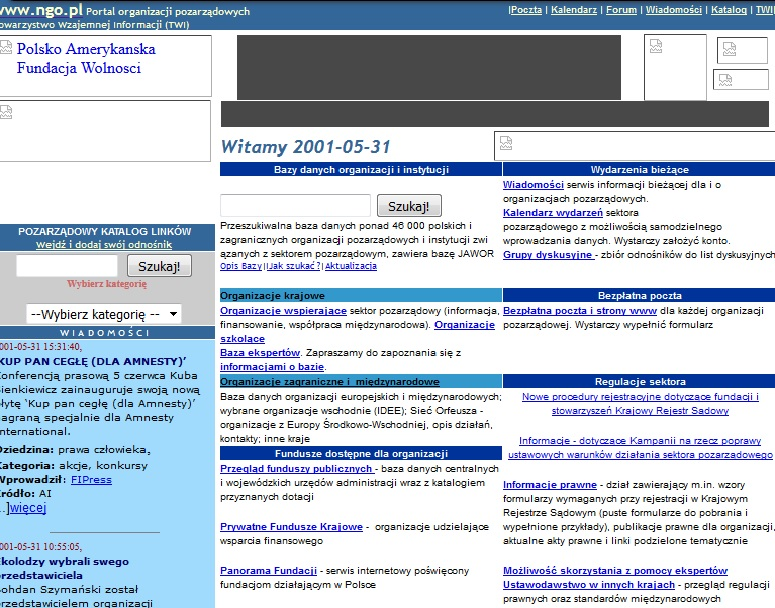 www.ngo.pl Portal organizacji pozarządowych
Towarzystwo Wzajemnej Informacji (TWI)
|Poczta | Kalendarz | Forum | Wiadomości | Katalog | TWI
Polsko Amerykanska
Fundacja Wolnosci
Witamy 2001-05-31
POZARZĄDOWY KATALOG LINKÓW
Wejdź i dodaj swój odnośnik
Szukaj!
Wybierz kategorię
--Wybierz kategorię --
WIADOMOŚCI
2001-05-31 15:31:40,
'KUP PAN CEGŁĘ (DLA AMNESTY)'
Konferencją prasową 5 czerwca Kuba
Sienkiewicz zainauguruje swoją nową
płytę 'Kup pan cegłę (dla Amnesty)'
nagraną specjalnie dla Amnesty
International.
Dziedzina: prawa człowieka,
Kategoria: akcje, konkursy
Wprowadził: FIPress
Źródło: AI
[...]więcej
2001-05-31 10:55:05,
Ekolodzy wybrali swego
przedstawiciela
Bohdan Szymański został
przedstawicielem organizacji
Bazy danych organizacji i instytucji
Szukaj!
Przeszukiwalna baza danych ponad 46 000 polskich i
zagranicznych organizacji pozarządowych i instytucji zwi
ązanych z sektorem pozarządowym, zawiera bazę JAWOR
Opis Bazy | Jak szukać ? | Aktualizacja
Organizacje krajowe
Organizacje wspierające sektor pozarządowy (informacja,
finansowanie, współpraca międzynarodowa). Organizacje
szkolące
Baza ekspertów. Zapraszamy do zapoznania się z
informacjami o bazie.
Organizacje zagraniczne i międzynarodowe
Baza danych organizacji europejskich i międzynarodowych;
wybrane organizacje wschodnie (IDEE); Sieć Orfeusza -
organizacje z Europy Środkowo-Wschodniej, opis działań,
kontakty; inne kraje
Fundusze dostępne dla organizacji
Przegląd funduszy publicznych - baza danych centralnych
i wojewódzkich urzędów administracji wraz z katalogiem
przyznanych dotacji
Prywatne Fundusze Krajowe - organizacje udzielające
wsparcia finansowego
Panorama Fundacji - serwis internetowy poświęcony
fundacjom działającym w Polsce
Wydarzenia bieżące
Wiadomości serwis informacji bieżącej dla i o
organizacjach pozarządowych.
Kalendarz wydarzeń sektora
pozarządowego z możliwością samodzielnego
wprowadzania danych. Wystarczy założyć konto.
Grupy dyskusyjne - zbiór odnośników do list dyskusyjnych
Bezpłatna poczta
Bezpłatna poczta i strony www dla każdej organizacji
pozarządowej. Wystarczy wypełnić formularz
Regulacje sektora
Nowe procedury rejestracyjne dotyczące fundacji i
stowarzyszeń Krajowy Rejestr Sądowy
Informacje - dotyczące Kampanii na rzecz poprawy
ustawowych warunków działania sektora pozarządowego
Informacje prawne - dział zawierający m.in. wzory
formularzy wymaganych przy rejestracji w Krajowym
Rejestrze Sądowym (puste formularze do pobrania i
wypełnione przykłady), publikacje prawne dla organizacji,
aktualne akty prawne i linki podzielone tematycznie
Możliwość skorzystania z pomocy ekspertów
Ustawodawstwo w innych krajach - przegląd regulacji
prawnych oraz standardów międzynarodowych